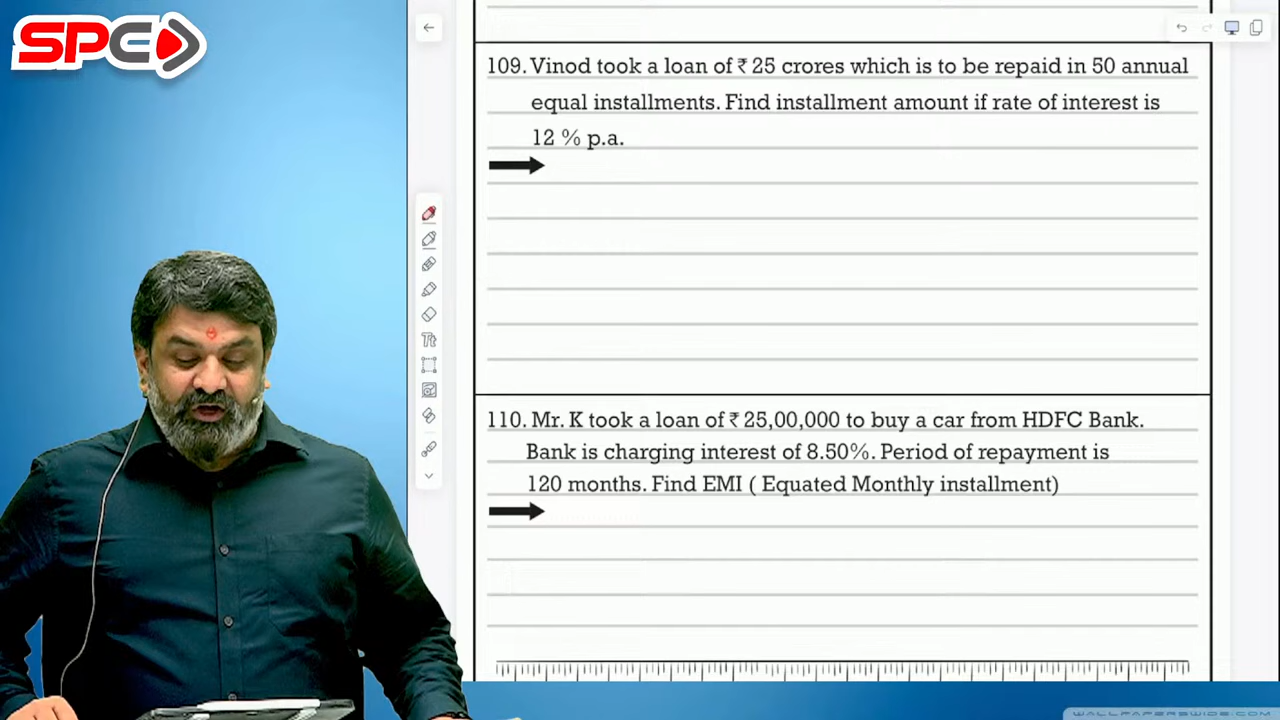 SPC
109. Vinod took a loan of ₹ 25 crores which is to be repaid in 50 annual
equal installments. Find installment amount if rate of interest is
12 % p.a.
Tt
110. Mr. K took a loan of ₹ 25,00,000 to buy a car from HDFC Bank.
Bank is charging interest of 8.50%. Period of repayment is
120 months. Find EMI ( Equated Monthly installment)
WALLPAPERSWIDE.COM